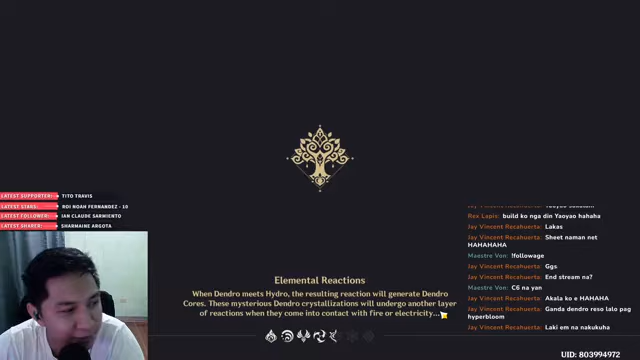 LATEST SUPPORTER: TITO TRAVIS
LATEST STARS: ROI NOAH FERNANDEZ - 10
LATEST FOLLOWER: IAN CLAUDE SARMIENTO
LATEST SHARER: SHARMAINE ARGOTA
Elemental Reactions
When Dendro meets Hydro, the resulting reaction will generate Dendro
Cores. These mysterious Dendro crystallizations will undergo another layer
of reactions when they come into contact with fire or electricity...
Rex Lapis: build ko nga din Yaoyao hahaha
Jay Vincent Recahuerta: Lakas
Jay Vincent Recahuerta: Sheet naman net
HAHAHAHA
Maestre Von: !followage
Jay Vincent Recahuerta: Ggs
Jay Vincent Recahuerta: End stream na?
Maestre Von: C6 na yan
Jay Vincent Recahuerta: Akala ko e HAHAHA
Jay Vincent Recahuerta: Ganda dendro reso lalo pag
hyperbloom
Jay Vincent Recahuerta: Laki em na nakukuha
UID: 803994972